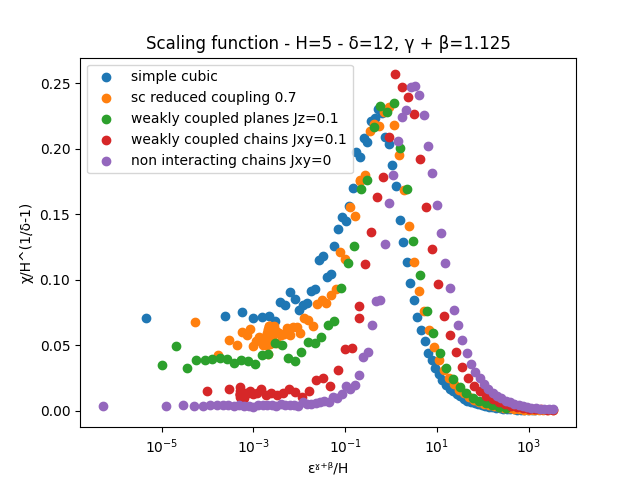 Scaling function - H=5 - δ=12, γ + β=1.125
0.25
0.20
0.15
0.10
0.05
0.00
χ/H^(1/δ-1)
simple cubic
sc reduced coupling 0.7
weakly coupled planes Jz=0.1
weakly coupled chains Jxy=0.1
non interacting chains Jxy=0
10⁻⁵ 10⁻³ 10⁻¹ 10¹ 10³
εᵞ⁺ᵝ/H